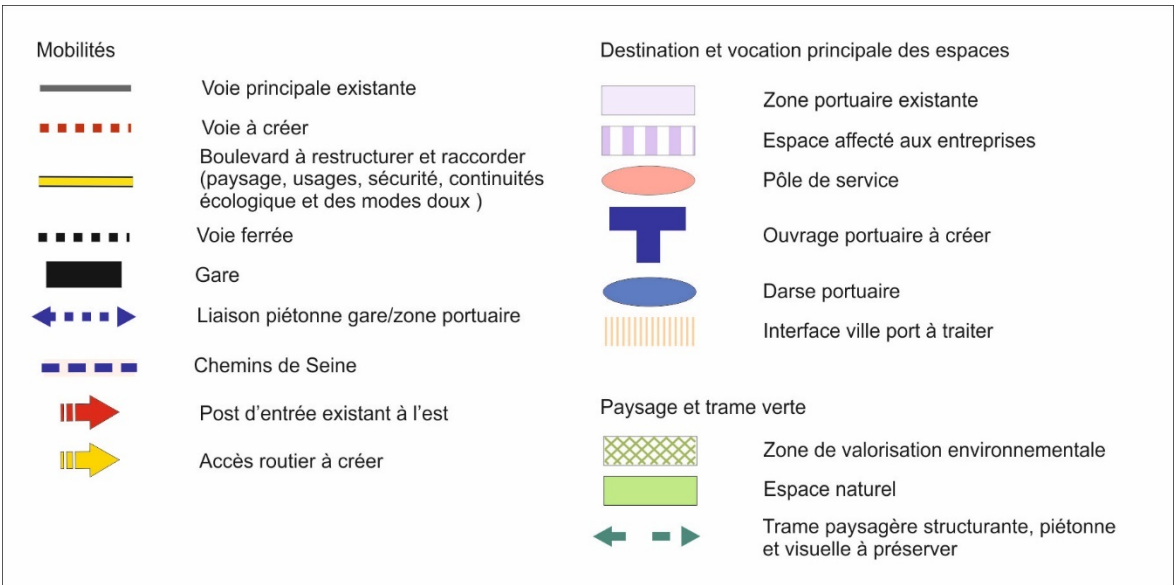 Mobilités
Voie principale existante
Voie à créer
Boulevard à restructurer et raccorder
(paysage, usages, sécurité, continuités
écologique et des modes doux )
Voie ferrée
Gare
Liaison piétonne gare/zone portuaire
Chemins de Seine
Post d'entrée existant à l'est
Accès routier à créer
Destination et vocation principale des espaces
Zone portuaire existante
Espace affecté aux entreprises
Pôle de service
Ouvrage portuaire à créer
Darse portuaire
Interface ville port à traiter
Paysage et trame verte
Zone de valorisation environnementale
Espace naturel
Trame paysagère structurante, piétonne
et visuelle à préserver